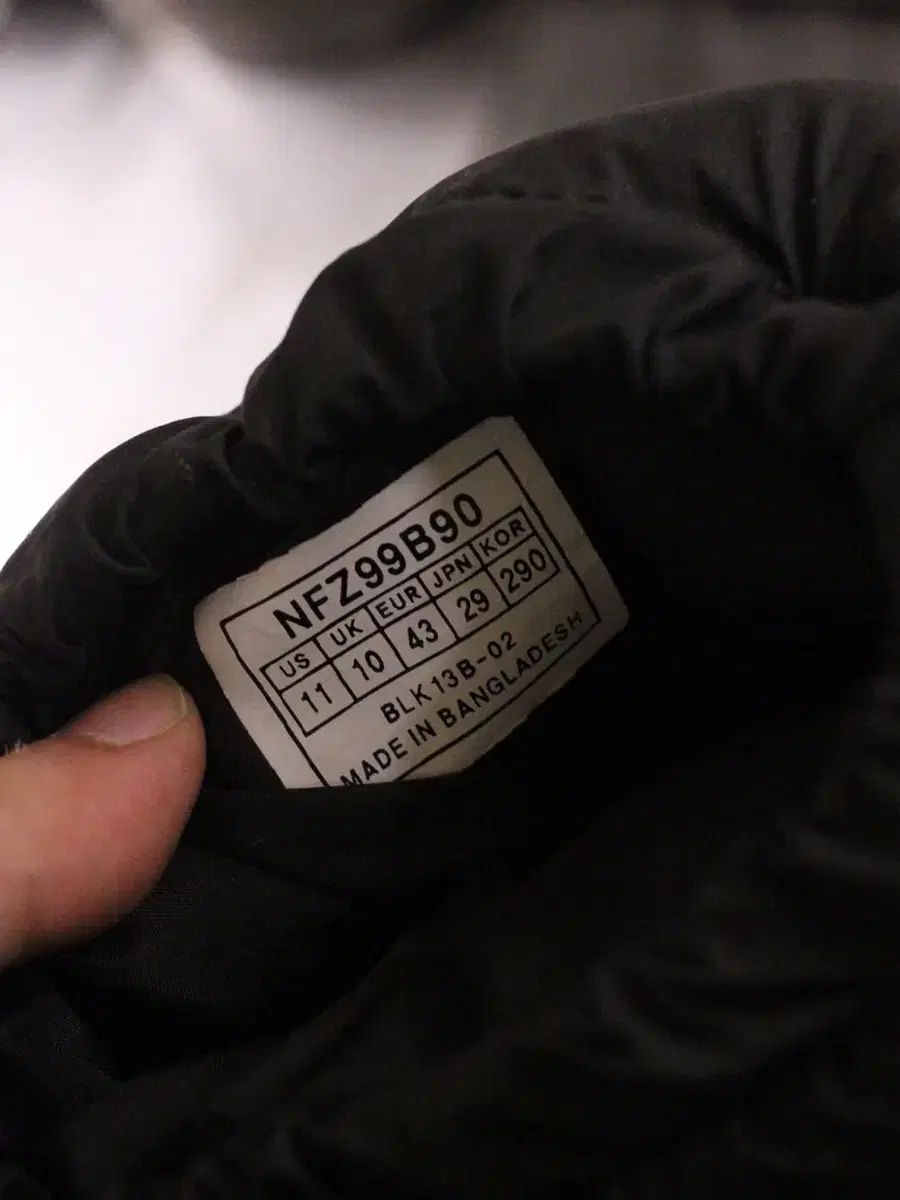 NFZ99B90
US UK EUR JPN KOR
11 10 43 29 290
BLK13B-02
MADE IN BANGLADESH